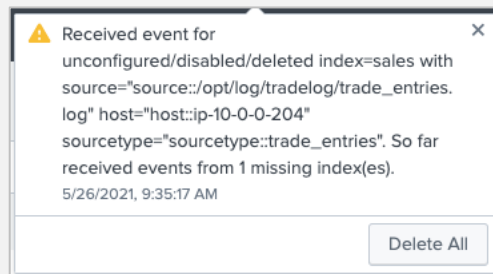 Received event for
unconfigured/disabled/deleted index=sales with
source="source::/opt/log/tradelog/trade_entries.
log" host="host::ip-10-0-0-204"
sourcetype="sourcetype::trade_entries". So far
received events from 1 missing index(es).
5/26/2021, 9:35:17 AM
Delete All